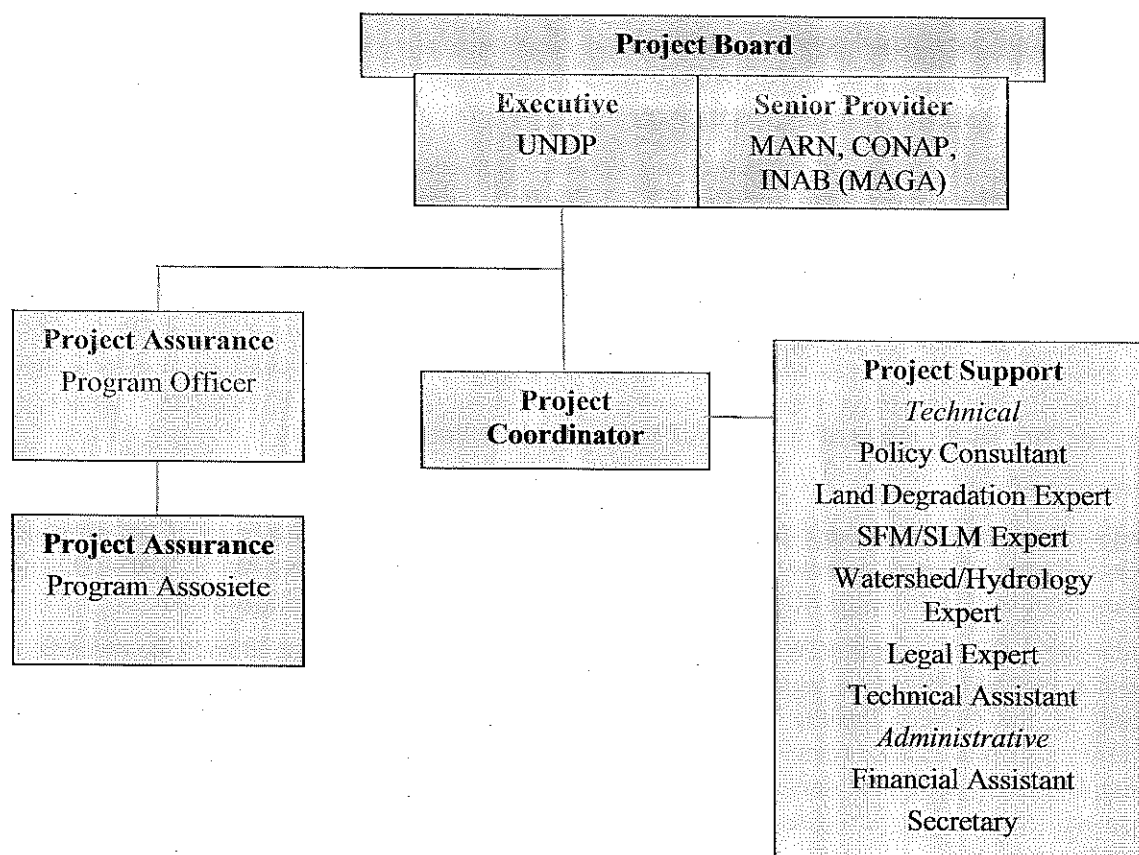 Project Board
Executive
UNDP
Senior Provider
MARN, CONAP,
INAB (MAGA)
Project Assurance
Program Officer
Project
Coordinator
Project Assurance
Program Assosiete
Project Support
Technical
Policy Consultant
Land Degradation Expert
SFM/SLM Expert
Watershed/Hydrology
Expert
Legal Expert
Technical Assistant
Administrative
Financial Assistant
Secretary